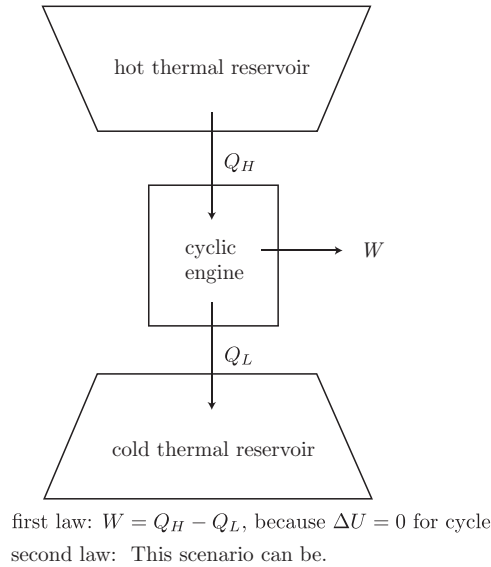 hot thermal reservoir
Q_H
cyclic
engine
W
Q_L
cold thermal reservoir
first law: W = Q_H − Q_L, because ΔU = 0 for cycle
second law: This scenario can be.